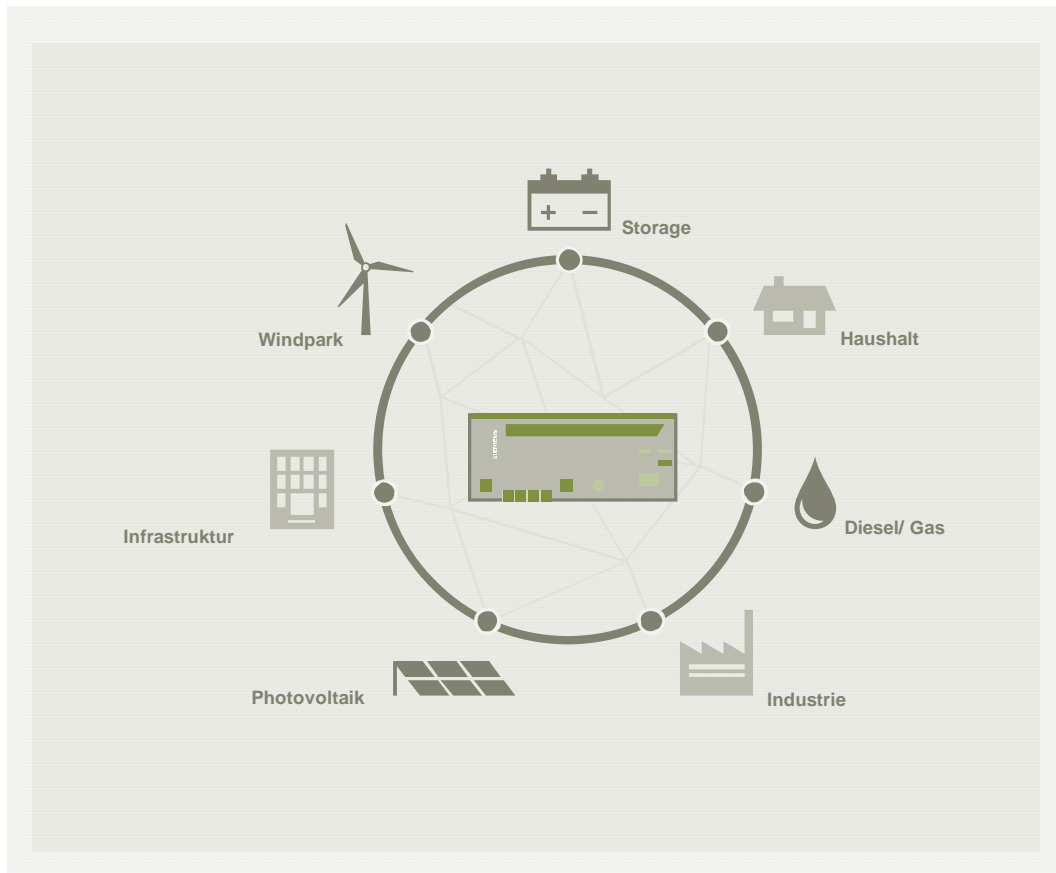 Storage
Windpark
Haushalt
Infrastruktur
Diesel/ Gas
Photovoltaik
Industrie